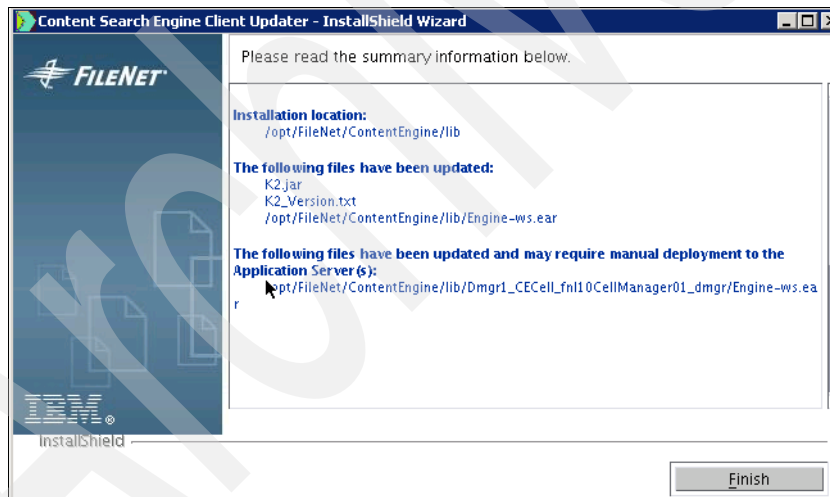 Content Search Engine Client Updater - InstallShield Wizard
FILENET
Please read the summary information below.
Installation location:
/opt/FileNet/ContentEngine/lib
The following files have been updated:
K2.jar
K2_Version.txt
/opt/FileNet/ContentEngine/lib/Engine-ws.ear
The following files have been updated and may require manual deployment to the
Application Server(s):
/opt/FileNet/ContentEngine/lib/Dmgr1_CECell_fnl10CellManager01_dmgr/Engine-ws.ea
r
IBM®
InstallShield
Finish